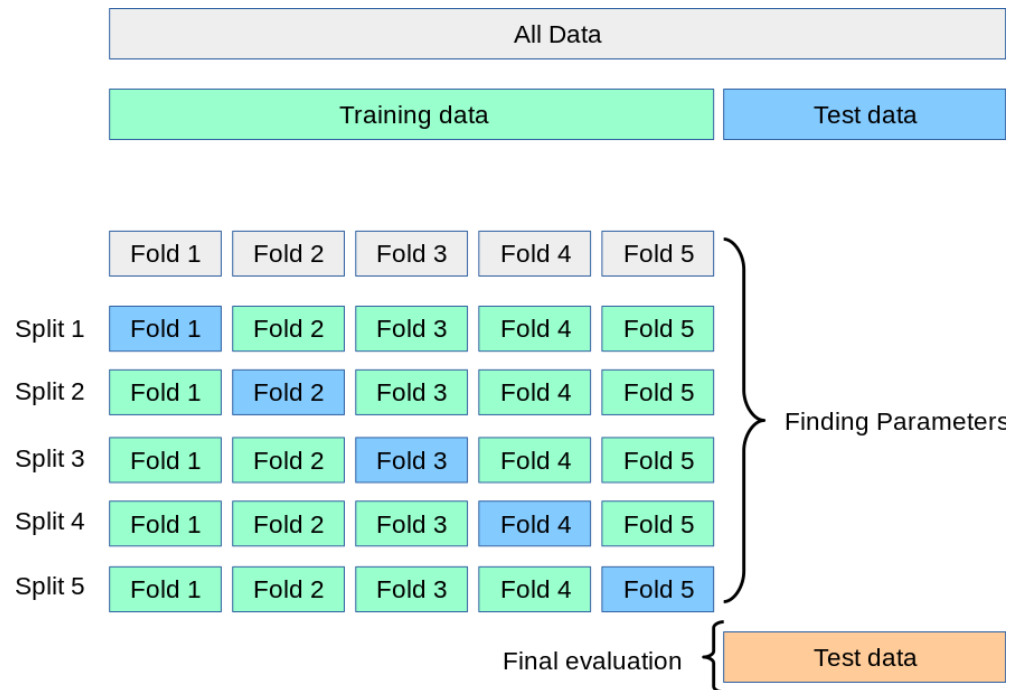 All Data
Training data Test data
Fold 1 Fold 2 Fold 3 Fold 4 Fold 5
Split 1 Fold 1 Fold 2 Fold 3 Fold 4 Fold 5
Split 2 Fold 1 Fold 2 Fold 3 Fold 4 Fold 5
Finding Parameters
Split 3 Fold 1 Fold 2 Fold 3 Fold 4 Fold 5
Split 4 Fold 1 Fold 2 Fold 3 Fold 4 Fold 5
Split 5 Fold 1 Fold 2 Fold 3 Fold 4 Fold 5
Final evaluation Test data